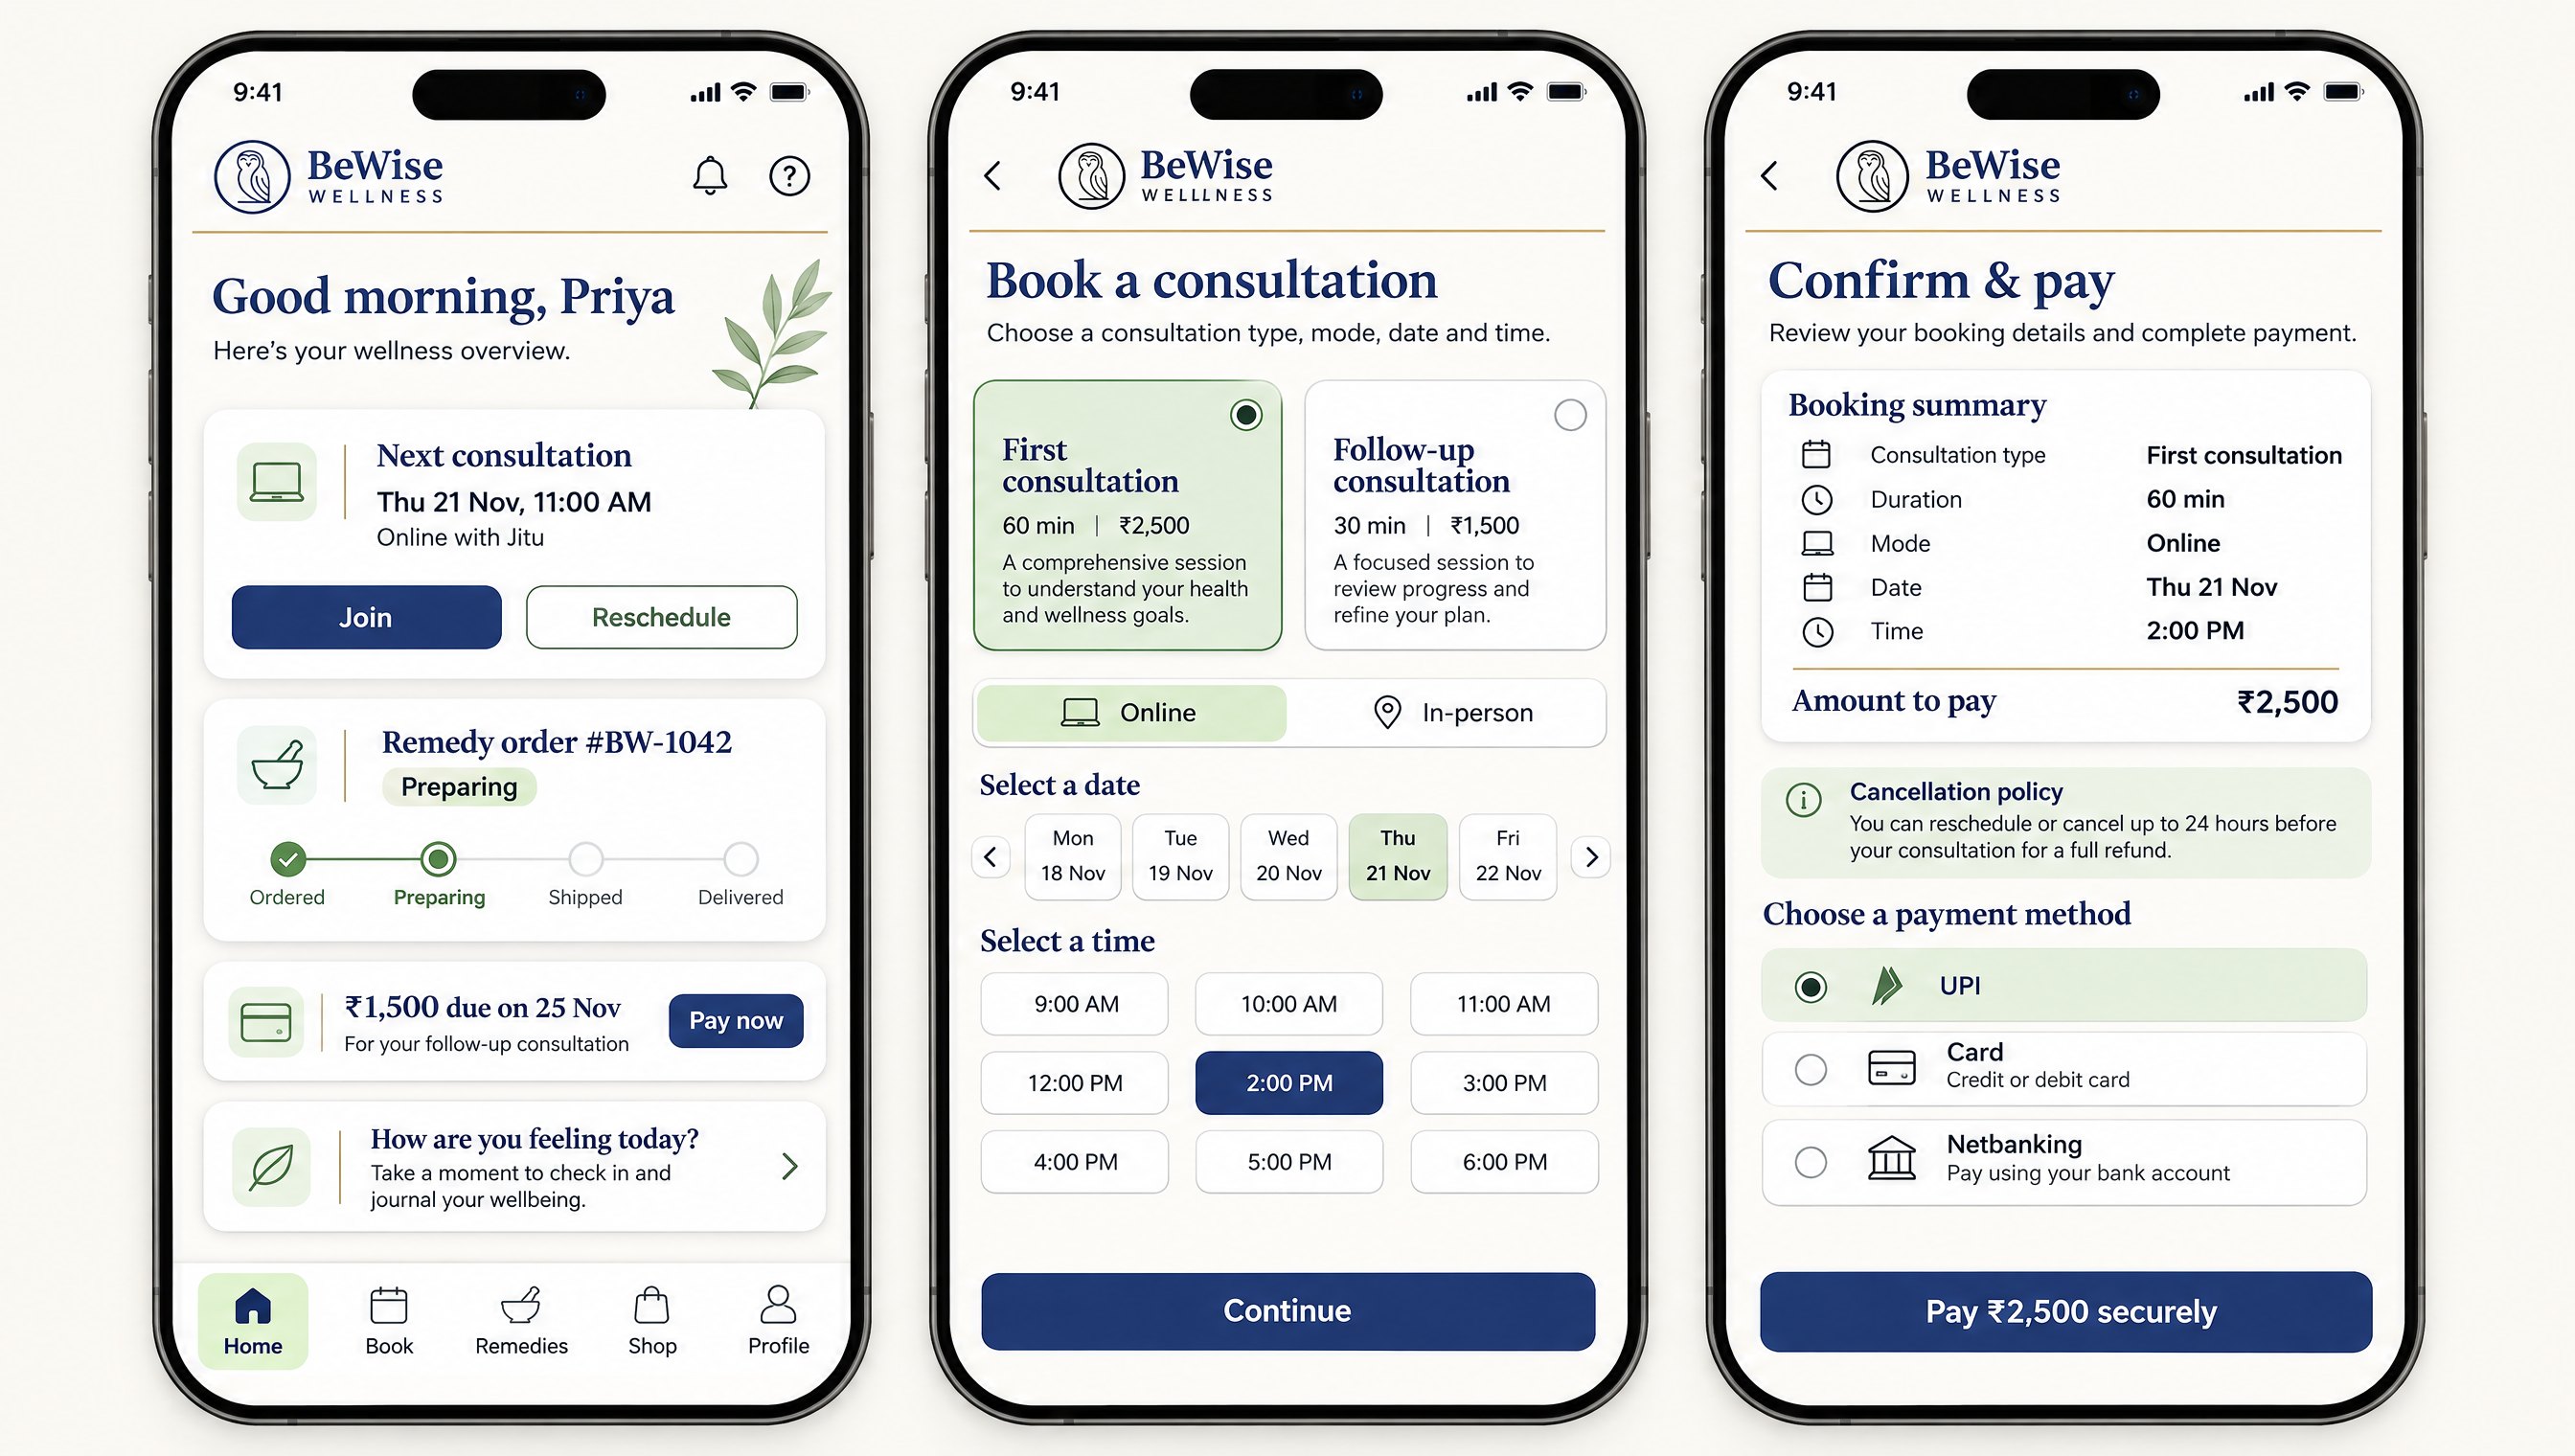 9:41
BeWise
WELLNESS
Good morning, Priya
Here's your wellness overview.
Next consultation
Thu 21 Nov, 11:00 AM
Online with Jitu
Join
Reschedule
Remedy order #BW-1042
Preparing
Ordered
Preparing
Shipped
Delivered
₹1,500 due on 25 Nov
For your follow-up consultation
Pay now
How are you feeling today?
Take a moment to check in and
journal your wellbeing.
Home
Book
Remedies
Shop
Profile
9:41
BeWise
WELLLNESS
Book a consultation
Choose a consultation type, mode, date and time.
First
consultation
60 min | ₹2,500
A comprehensive session
to understand your health
and wellness goals.
Follow-up
consultation
30 min | ₹1,500
A focused session to
review progress and
refine your plan.
Online
In-person
Select a date
Mon
18 Nov
Tue
19 Nov
Wed
20 Nov
Thu
21 Nov
Fri
22 Nov
Select a time
9:00 AM
10:00 AM
11:00 AM
12:00 PM
2:00 PM
3:00 PM
4:00 PM
5:00 PM
6:00 PM
Continue
9:41
BeWise
WELLNESS
Confirm & pay
Review your booking details and complete payment.
Booking summary
Consultation type First consultation
Duration 60 min
Mode Online
Date Thu 21 Nov
Time 2:00 PM
Amount to pay ₹2,500
Cancellation policy
You can reschedule or cancel up to 24 hours before
your consultation for a full refund.
Choose a payment method
UPI
Card
Credit or debit card
Netbanking
Pay using your bank account
Pay ₹2,500 securely